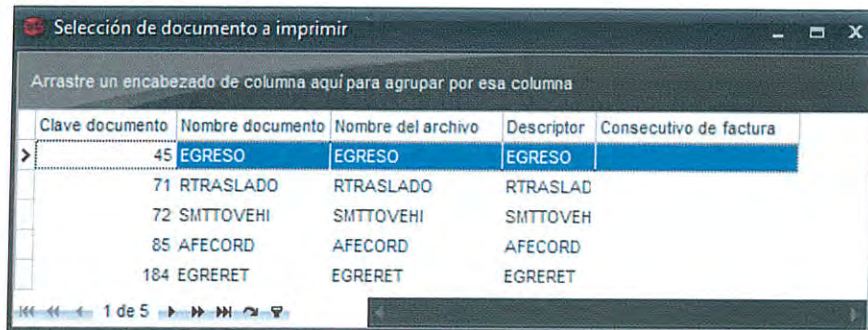 Selección de documento a imprimir
Arrastre un encabezado de columna aquí para agrupar por esa columna
Clave documento Nombre documento Nombre del archivo Descriptor Consecutivo de factura
45 EGRESO EGRESO EGRESO
71 RTRASLADO RTRASLADO RTRASLAD
72 SMTTOVEHI SMTTOVEHI SMTTOVEH
85 AFECORD AFECORD AFECORD
184 EGRERET EGRERET EGRERET
1 de 5